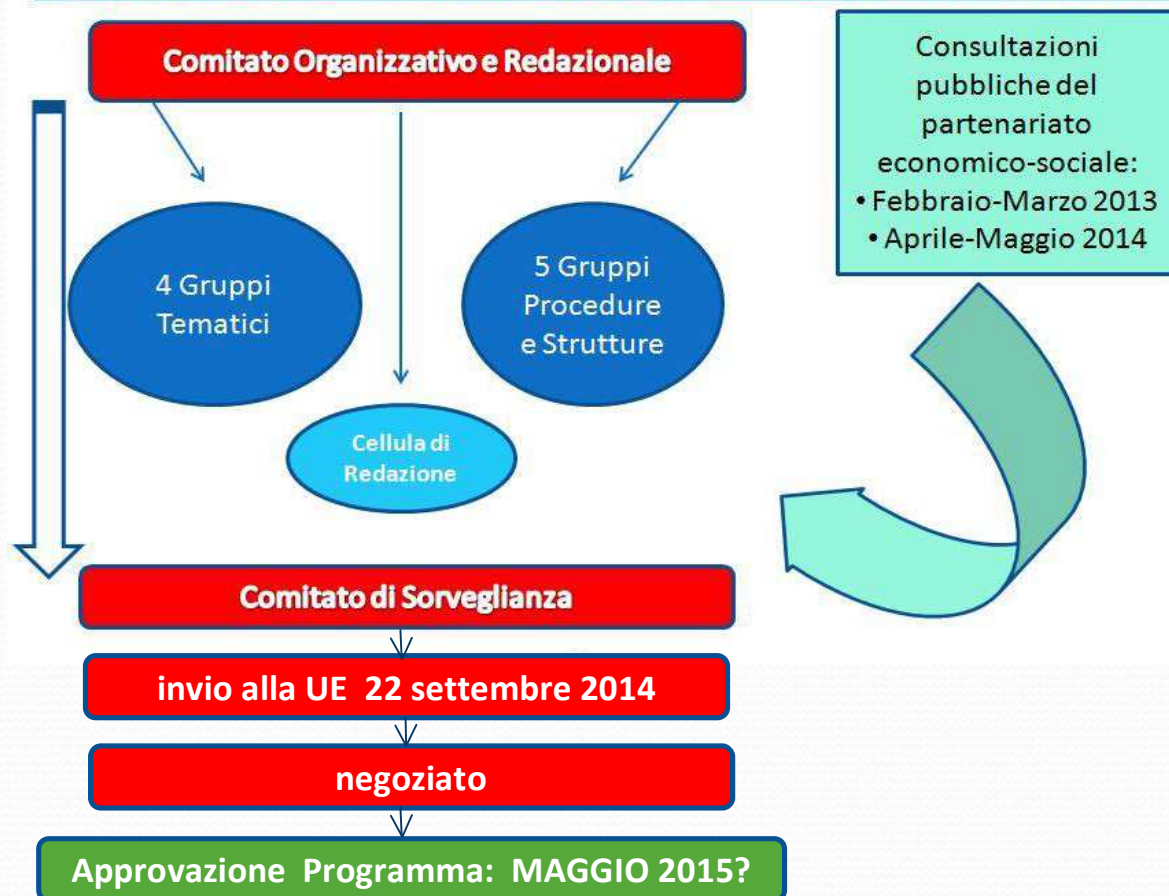 Comitato Organizzativo e Redazionale
Consultazioni
pubbliche del
partenariato
economico-sociale:
• Febbraio-Marzo 2013
• Aprile-Maggio 2014
4 Gruppi
Tematici
5 Gruppi
Procedure
e Strutture
Cellula di
Redazione
Comitato di Sorveglianza
invio alla UE 22 settembre 2014
negoziato
Approvazione Programma: MAGGIO 2015?